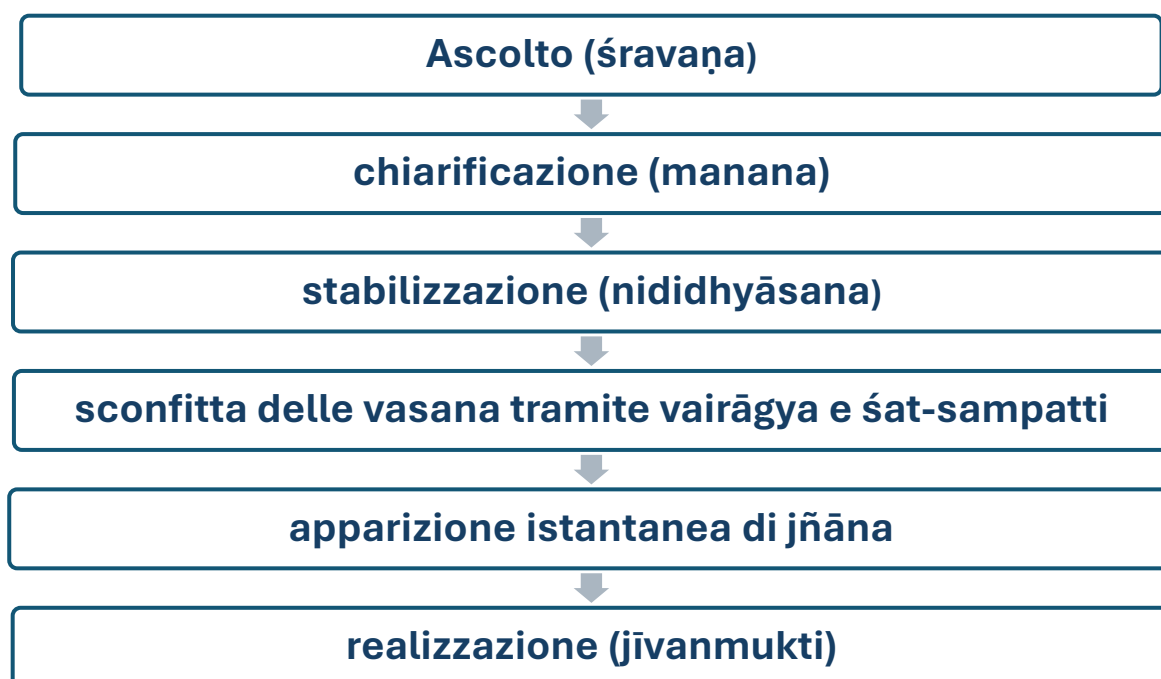 Ascolto (śravaṇa)
chiarificazione (manana)
stabilizzazione (nididhyāsana)
sconfitta delle vasana tramite vairāgya e śat-sampatti
apparizione istantanea di jñāna
realizzazione (jīvanmukti)